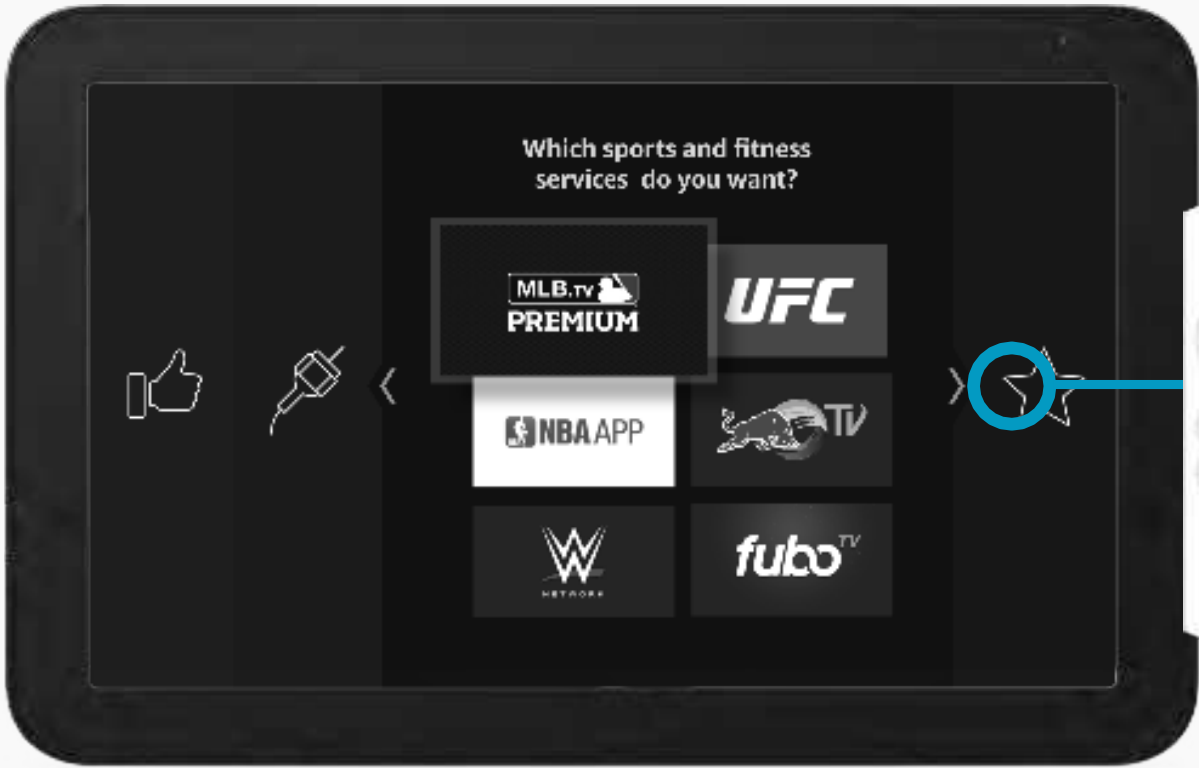 Which sports and fitness
services do you want?
MLB.TV
PREMIUM
UFC
NBA APP
TV
W
NETWORK
fubo TV